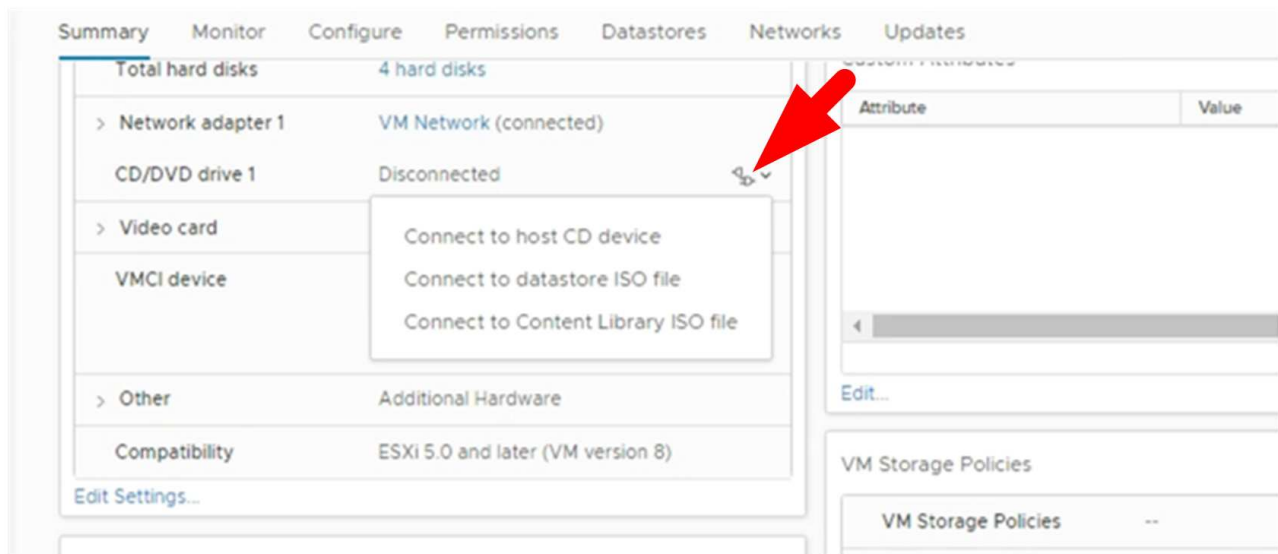 Summary Monitor Configure Permissions Datastores Networks Updates
Total hard disks 4 hard disks
Custom Attributes
Attribute Value
> Network adapter 1 VM Network (connected)
CD/DVD drive 1 Disconnected
> Video card
Connect to host CD device
VMCI device
Connect to datastore ISO file
Connect to Content Library ISO file
> Other Additional Hardware
Edit...
Compatibility ESXi 5.0 and later (VM version 8)
Edit Settings...
VM Storage Policies
VM Storage Policies --